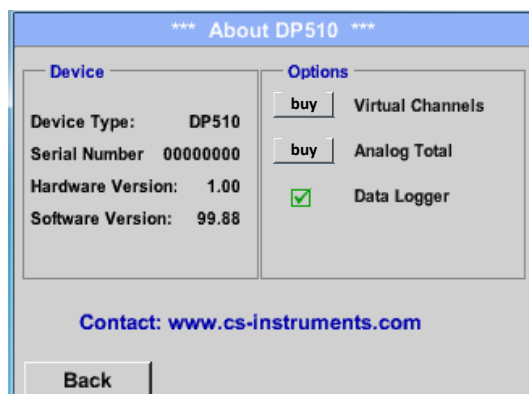 *** About DP510 ***
Device
Device Type: DP510
Serial Number 00000000
Hardware Version: 1.00
Software Version: 99.88
Options
buy Virtual Channels
buy Analog Total
Data Logger
Contact: www.cs-instruments.com
Back